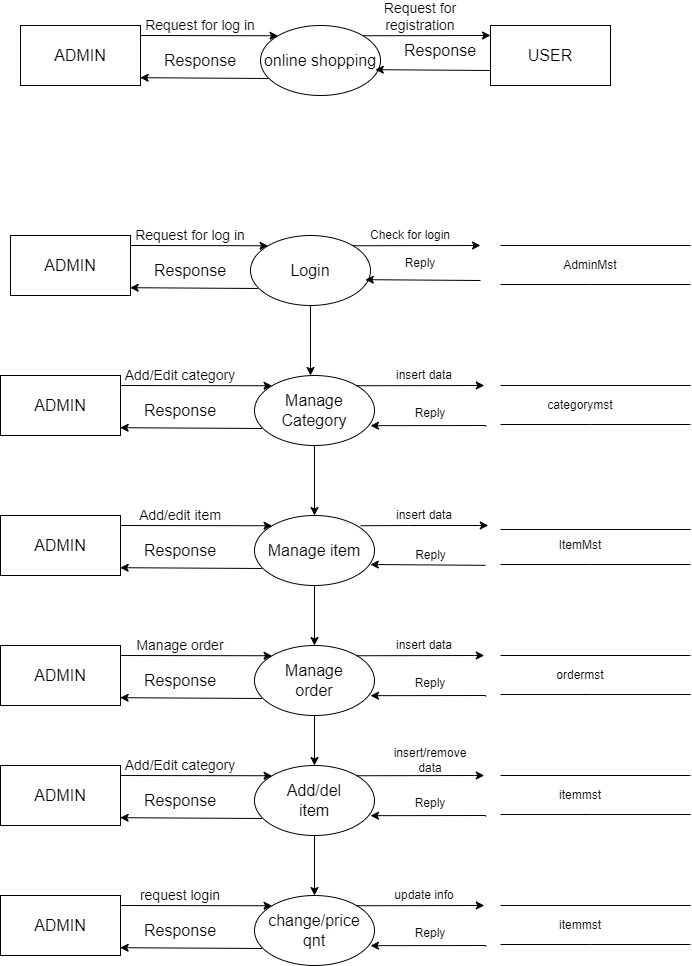 Request for log in
Request for
registration
ADMIN
Response
online shopping
Response
USER
Request for log in
Check for login
ADMIN
Response
Login
Reply
AdminMst
Add/Edit category
insert data
ADMIN
Response
Manage
Category
Reply
categorymst
Add/edit item
insert data
ADMIN
Response
Manage item
Reply
ItemMst
Manage order
insert data
ADMIN
Response
Manage
order
Reply
ordermst
Add/Edit category
insert/remove
data
ADMIN
Response
Add/del
item
Reply
itemmst
request login
update info
ADMIN
Response
change/price
qnt
Reply
itemmst